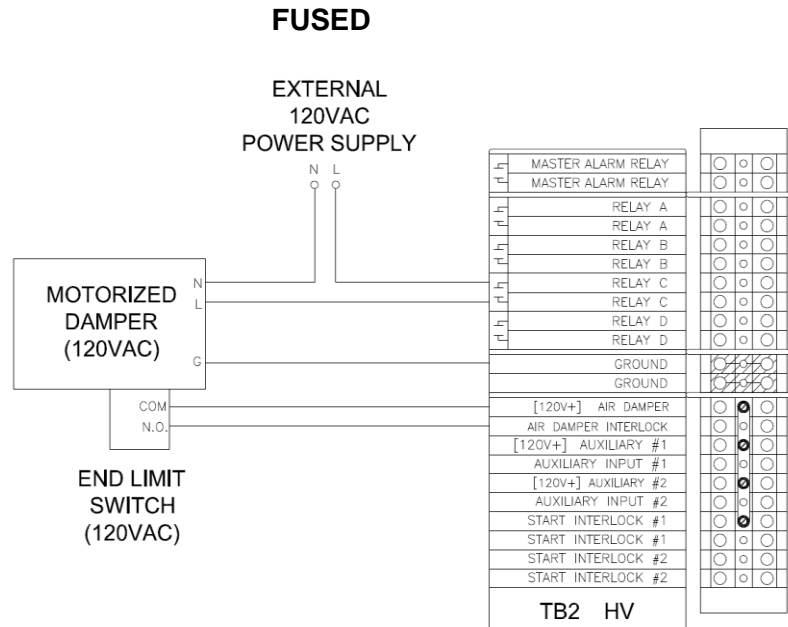 FUSED
EXTERNAL
120VAC
POWER SUPPLY
N L
MASTER ALARM RELAY
MASTER ALARM RELAY
RELAY A
RELAY A
RELAY B
RELAY B
RELAY C
RELAY C
RELAY D
RELAY D
GROUND
GROUND
[120V+] AIR DAMPER
AIR DAMPER INTERLOCK
[120V+] AUXILIARY #1
AUXILIARY INPUT #1
[120V+] AUXILIARY #2
AUXILIARY INPUT #2
START INTERLOCK #1
START INTERLOCK #1
START INTERLOCK #2
START INTERLOCK #2
TB2 HV
MOTORIZED
DAMPER
(120VAC)
N
L
G
COM
N.O.
END LIMIT
SWITCH
(120VAC)